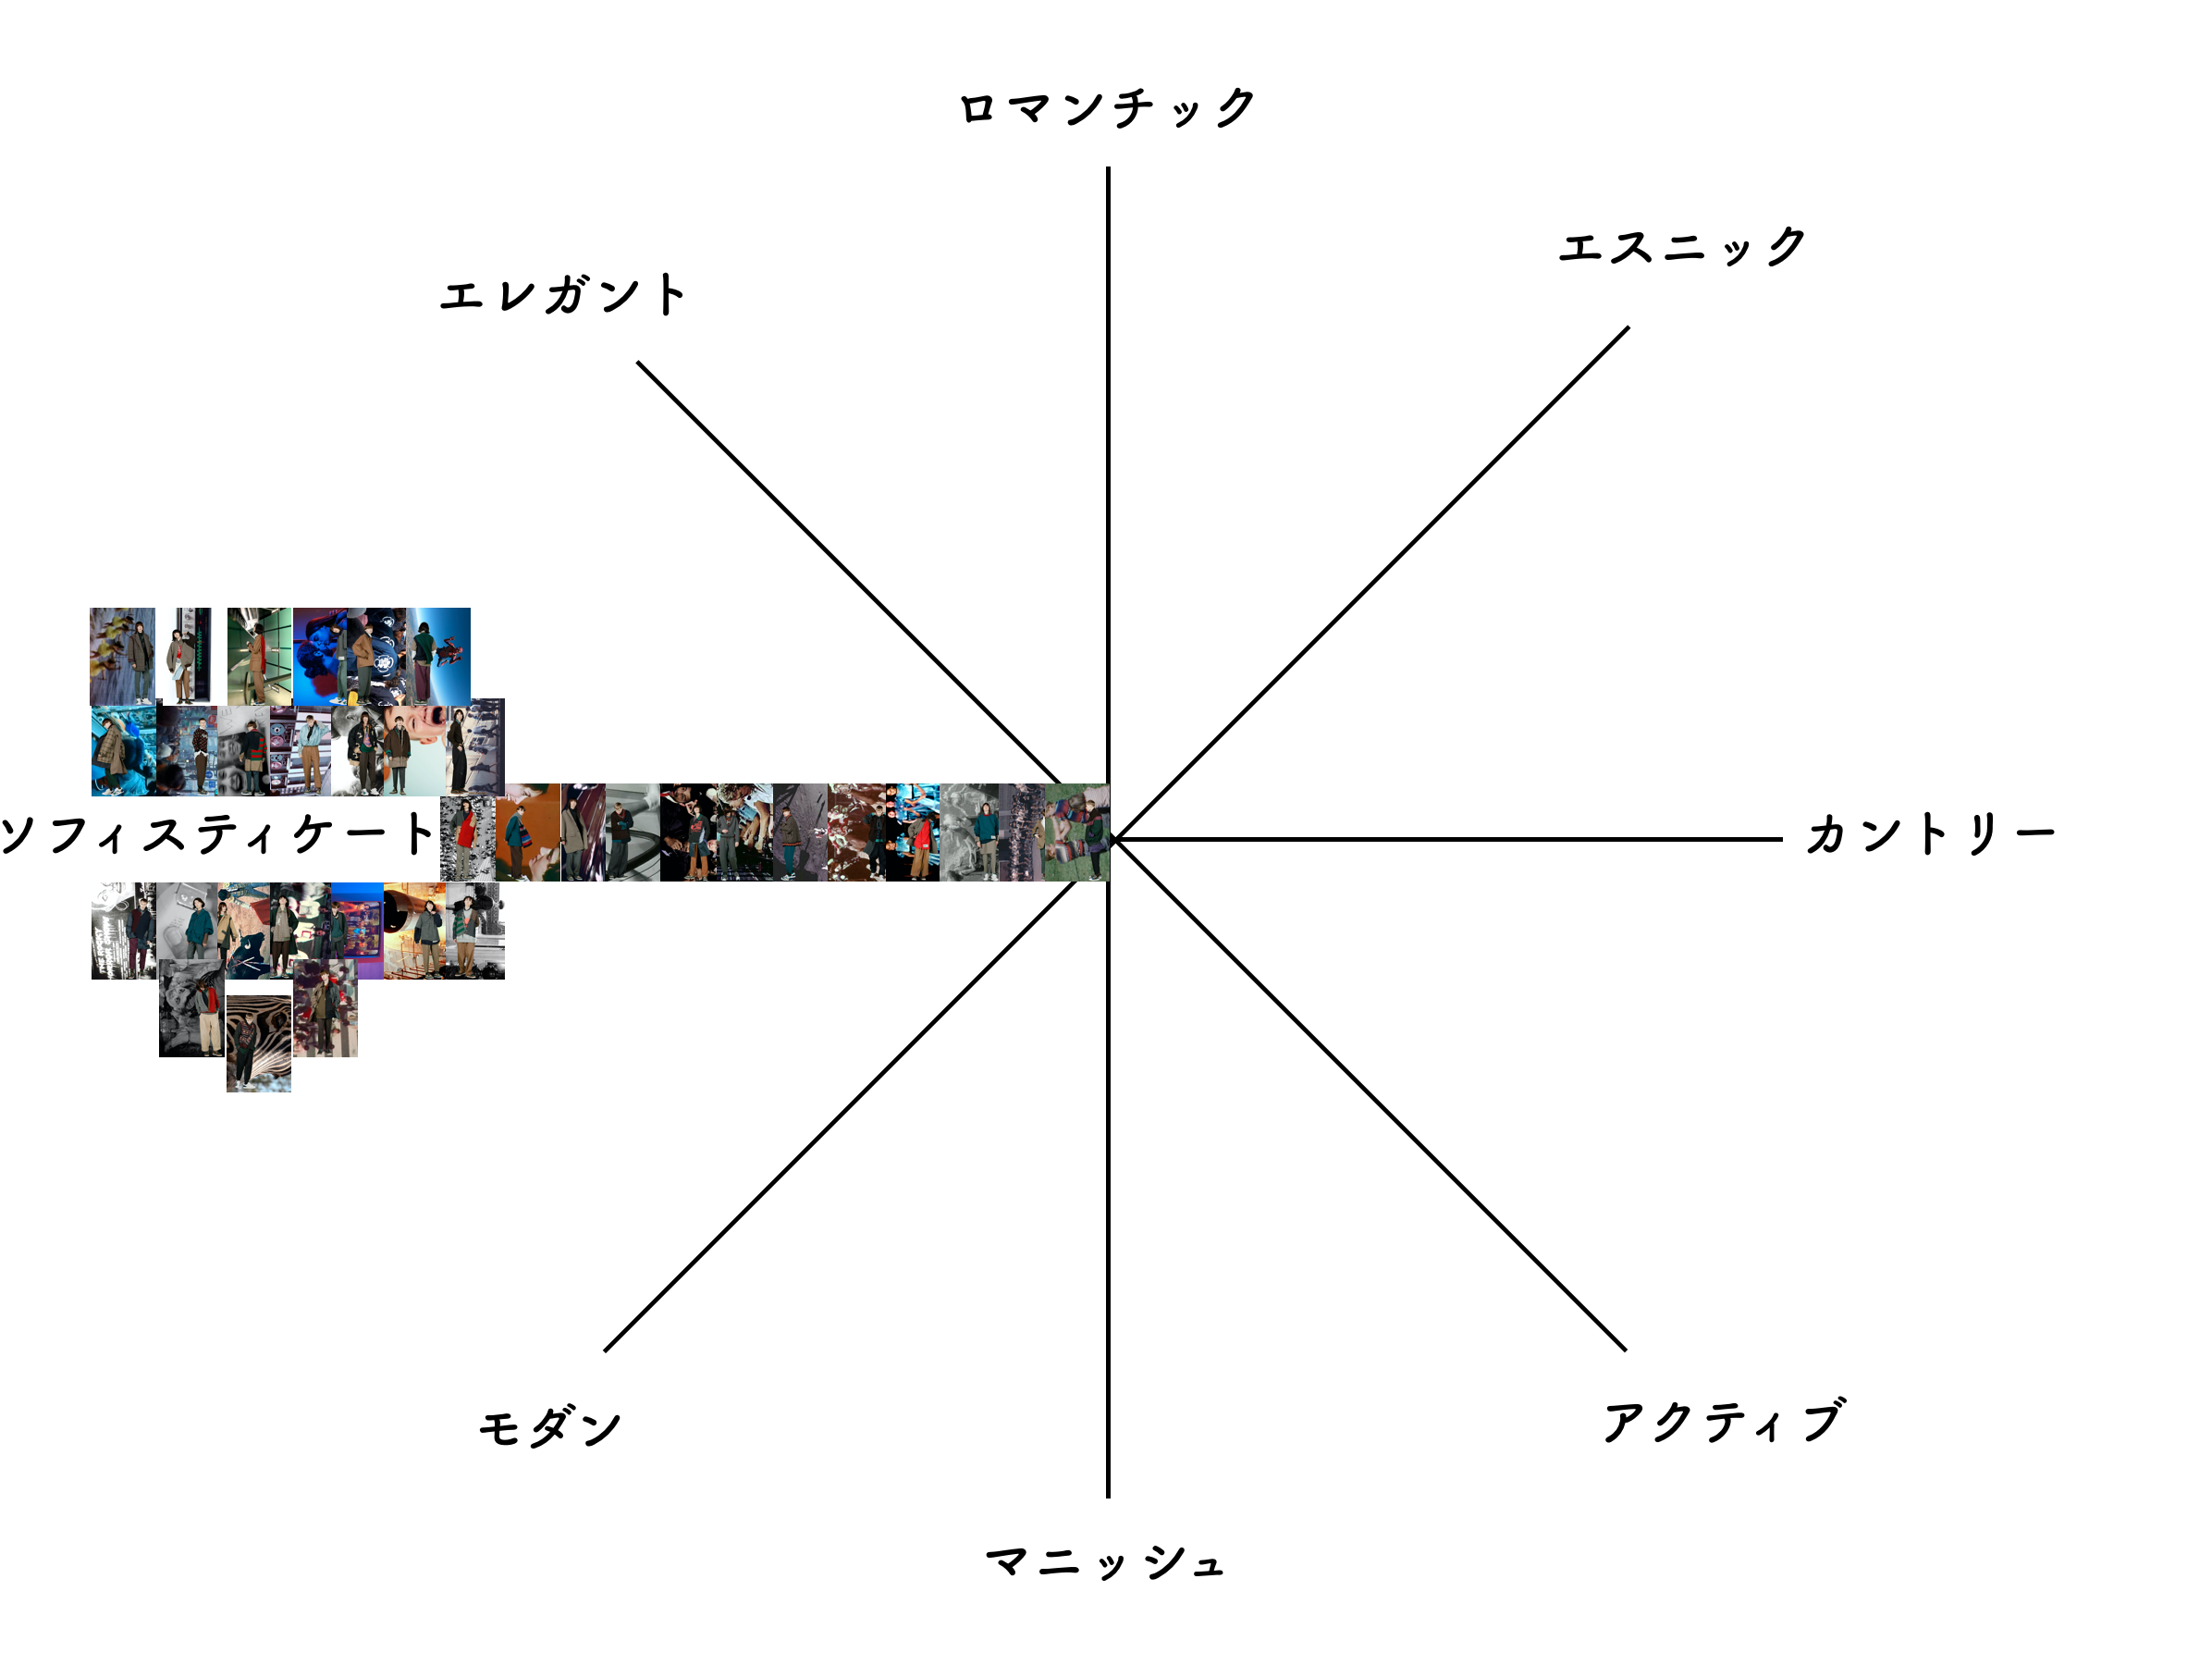 ロマンチック
エスニック
エレガント
ソフィスティケート
カントリー
モダン
アクティブ
マニッシュ